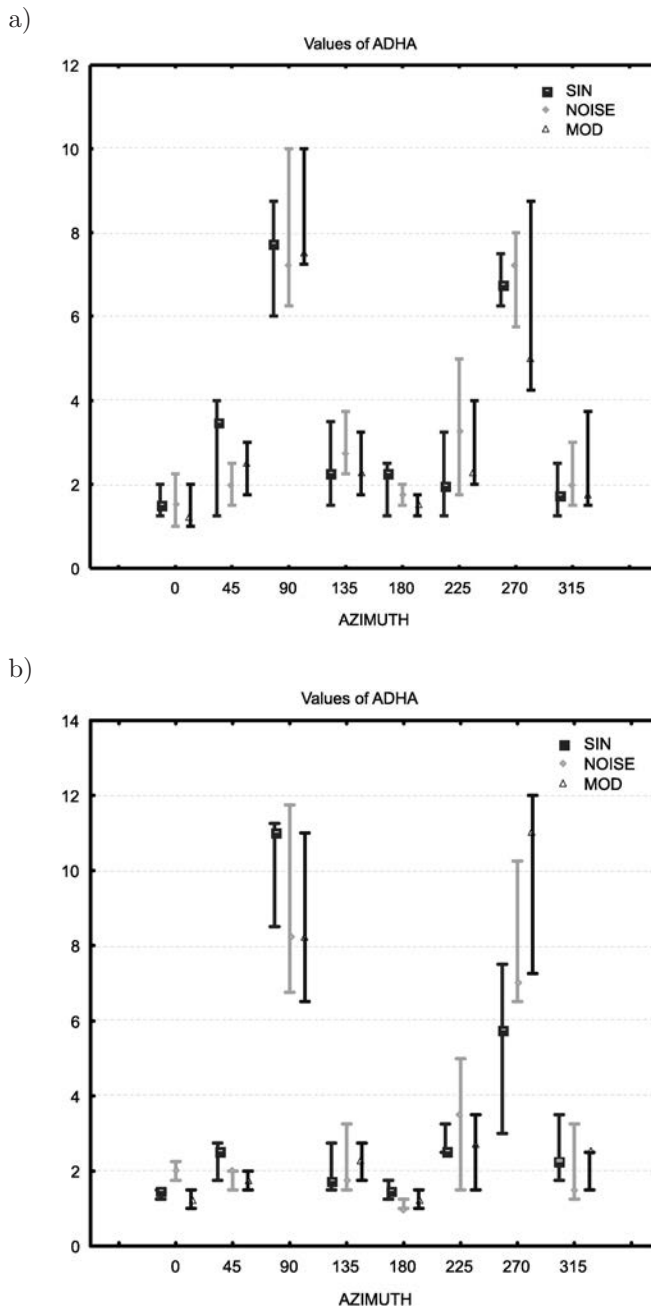 a)
Values of ADHA
12
SIN
NOISE
10
MOD
8
6
4
2
0
0 45 90 135 180 225 270 315
AZIMUTH
b)
Values of ADHA
14
SIN
NOISE
12
MOD
10
8
6
4
2
0
0 45 90 135 180 225 270 315
AZIMUTH